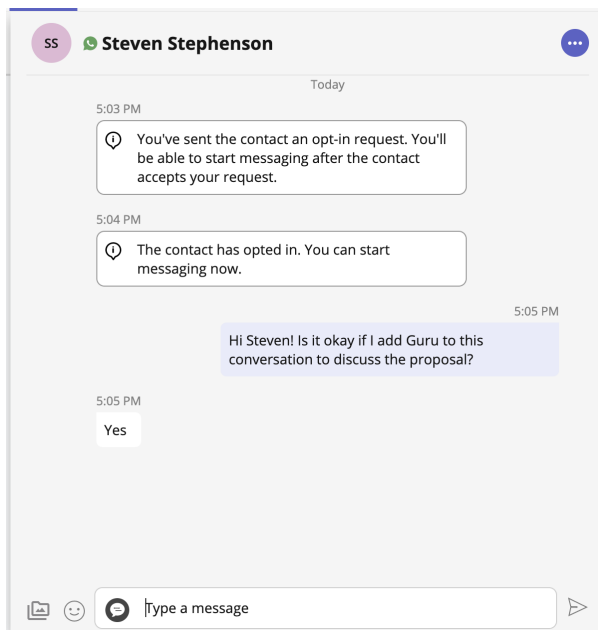 SS
Steven Stephenson
Today
5:03 PM
You've sent the contact an opt-in request. You'll
be able to start messaging after the contact
accepts your request.
5:04 PM
The contact has opted in. You can start
messaging now.
5:05 PM
Hi Steven! Is it okay if I add Guru to this
conversation to discuss the proposal?
5:05 PM
Yes
Type a message